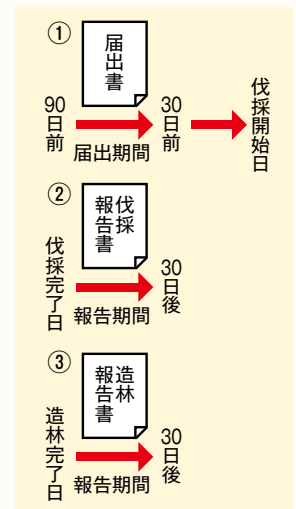 ①
届出書
90日前
届出期間
30日前
伐採開始日
②
伐採
報告書
伐採完了日
報告期間
30日後
③
造林
報告書
造林完了日
報告期間
30日後